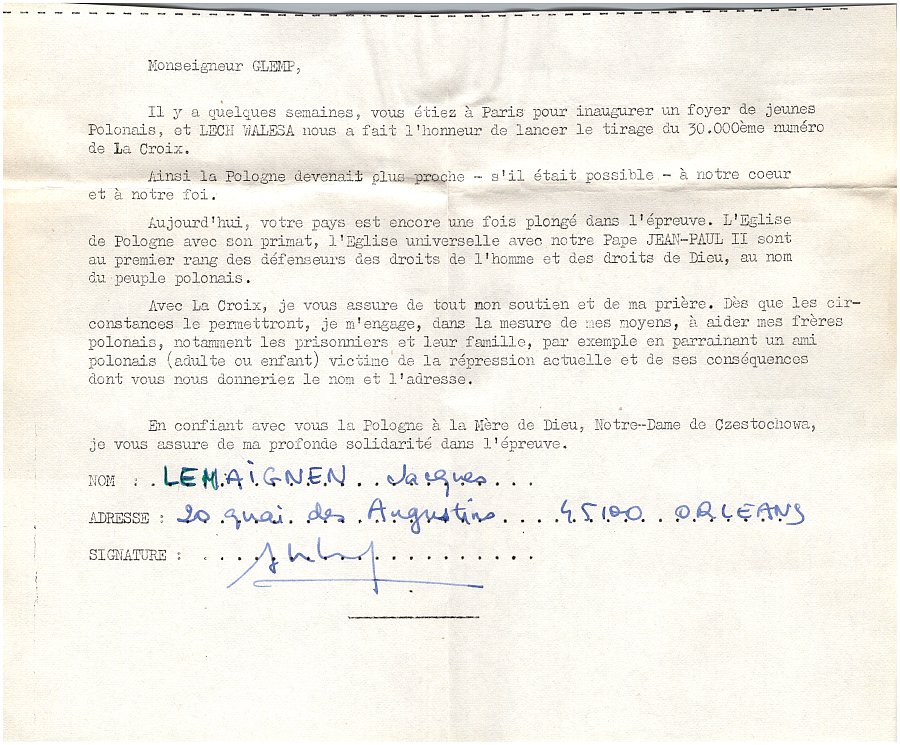 Monseigneur GLEMP,
Il y a quelques semaines, vous étiez à Paris pour inaugurer un foyer de jeunes
Polonais, et LECH WALESA nous a fait l'honneur de lancer le tirage du 30.000ème numéro
de La Croix.
Ainsi la Pologne devenait plus proche - s'il était possible - à notre coeur
et à notre foi.
Aujourd'hui, votre pays est encore une fois plongé dans l'épreuve. L'Eglise
de Pologne avec son primat, l'Eglise universelle avec notre Pape JEAN-PAUL II sont
au premier rang des défenseurs des droits de l'homme et des droits de Dieu, au nom
du peuple polonais.
Avec La Croix, je vous assure de tout mon soutien et de ma prière. Dès que les cir-
constances le permettront, je m'engage, dans la mesure de mes moyens, à aider mes frères
polonais, notamment les prisonniers et leur famille, par exemple en parrainant un ami
polonais (adulte ou enfant) victime de la répression actuelle et de ses conséquences
dont vous nous donneriez le nom et l'adresse.
En confiant avec vous la Pologne à la Mère de Dieu, Notre-Dame de Czestochowa,
je vous assure de ma profonde solidarité dans l'épreuve.
NOM : LEMAIGNEN Jacques
ADRESSE : 20 quai des Augustins 45100 ORLEANS
SIGNATURE :